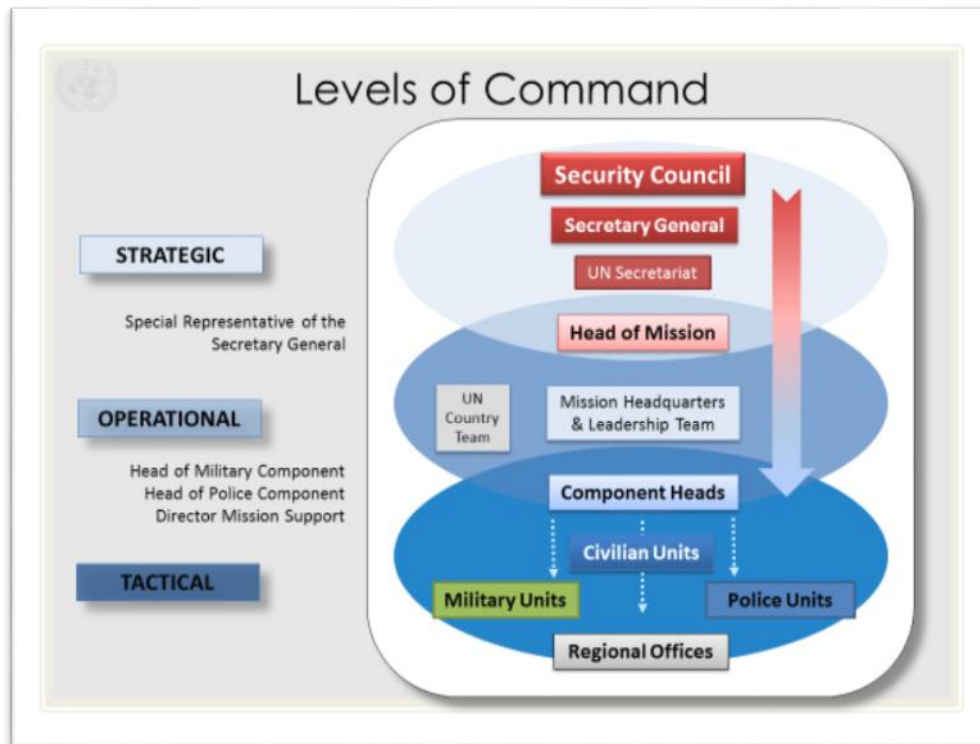 Levels of Command
STRATEGIC
Special Representative of the
Secretary General
OPERATIONAL
Head of Military Component
Head of Police Component
Director Mission Support
TACTICAL
Security Council
Secretary General
UN Secretariat
Head of Mission
UN
Country
Team
Mission Headquarters
& Leadership Team
Component Heads
Civilian Units
Military Units
Police Units
Regional Offices